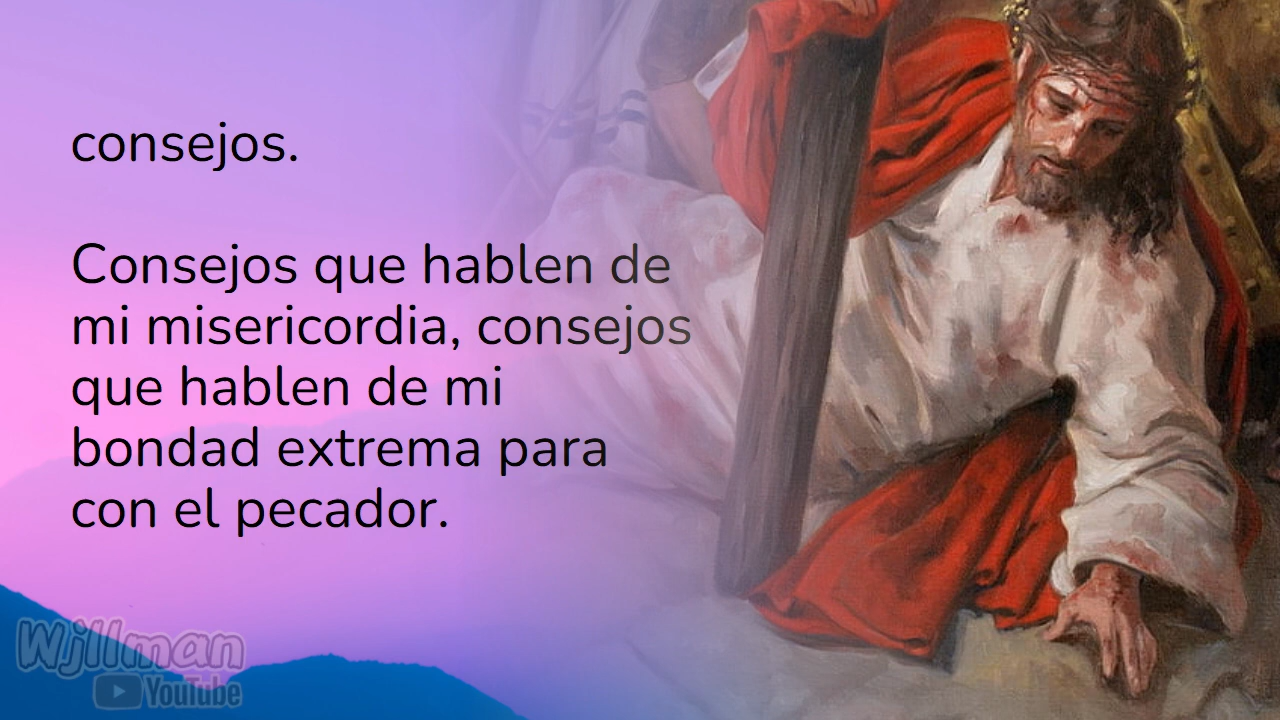 consejos.
Consejos que hablen de
mi misericordia, consejos
que hablen de mi
bondad extrema para
con el pecador.
Wjllman
YouTube